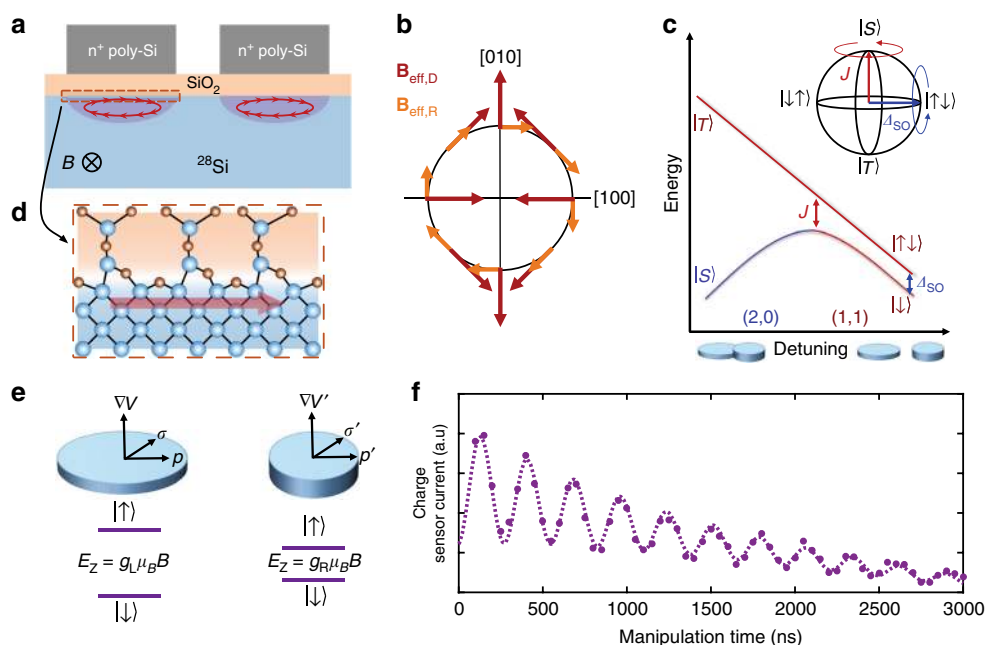 a
n⁺ poly-Si
n⁺ poly-Si
SiO₂
B
²⁸Si
b
B_eff,D
B_eff,R
[010]
[100]
c
Energy
|T⟩
|S⟩
J
|↑↓⟩
|↓⟩
Δ_SO
(2,0)
(1,1)
Detuning
|S⟩
J
|↓↑⟩
|↑↓⟩
Δ_SO
|T⟩
d
e
∇V
σ
p
∇V′
σ′
p′
|↑⟩
E_Z = g_Lμ_BB
|↓⟩
|↑⟩
E_Z = g_Rμ_BB
|↓⟩
f
Charge
sensor current (a.u)
0 500 1000 1500 2000 2500 3000
Manipulation time (ns)